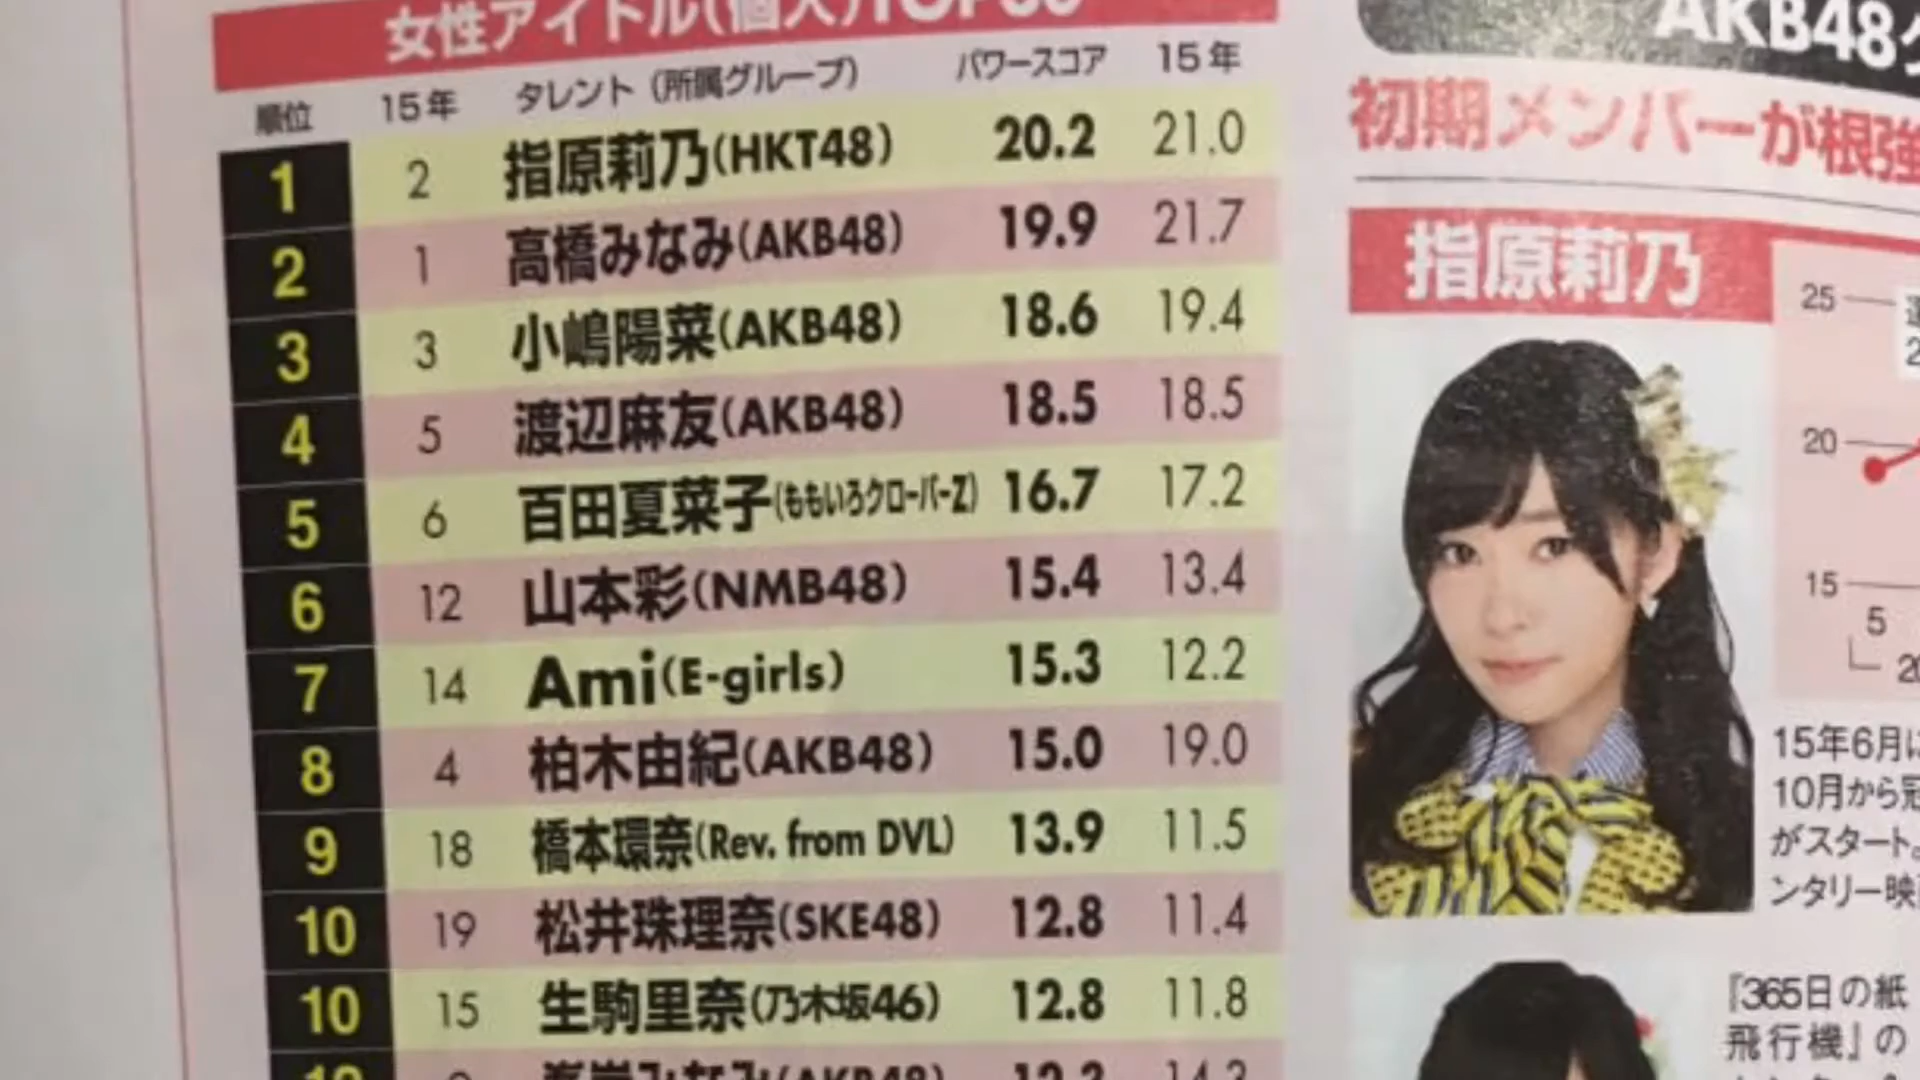 女性アイドル(個人)TOP
順位 15年 タレント(所属グループ) パワースコア 15年
1 2 指原莉乃(HKT48) 20.2 21.0
2 1 高橋みなみ(AKB48) 19.9 21.7
3 3 小嶋陽菜(AKB48) 18.6 19.4
4 5 渡辺麻友(AKB48) 18.5 18.5
5 6 百田夏菜子(ももいろクローバーZ) 16.7 17.2
6 12 山本彩(NMB48) 15.4 13.4
7 14 Ami(E-girls) 15.3 12.2
8 4 柏木由紀(AKB48) 15.0 19.0
9 18 橋本環奈(Rev. from DVL) 13.9 11.5
10 19 松井珠理奈(SKE48) 12.8 11.4
10 15 生駒里奈(乃木坂46) 12.8 11.8
AKB48
初期メンバーが根強
指原莉乃
25
20
15
5
15年6月に
10月から冠
がスタート。
ンタリー映
『365日の紙
飛行機』の